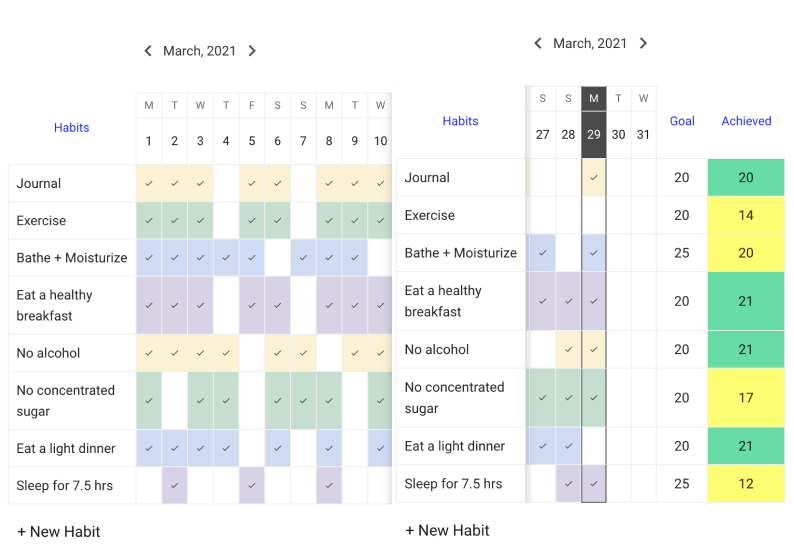 March, 2021
Habits
M T W T F S S M T W
1 2 3 4 5 6 7 8 9 10
Journal
Exercise
Bathe + Moisturize
Eat a healthy
breakfast
No alcohol
No concentrated
sugar
Eat a light dinner
Sleep for 7.5 hrs
+ New Habit
March, 2021
Habits
S S M T W
27 28 29 30 31
Goal Achieved
Journal 20 20
Exercise 20 14
Bathe + Moisturize 25 20
Eat a healthy
breakfast 20 21
No alcohol 20 21
No concentrated
sugar 20 17
Eat a light dinner 20 21
Sleep for 7.5 hrs 25 12
+ New Habit